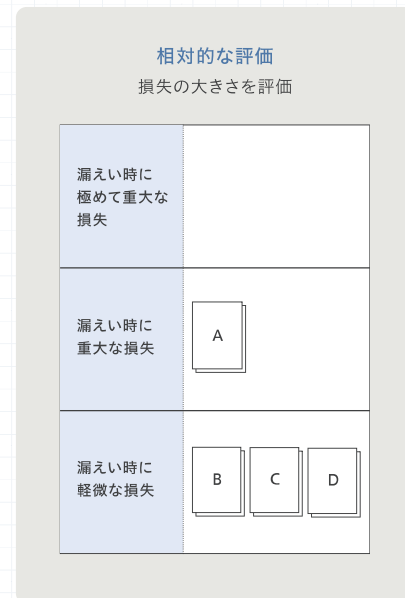 相対的な評価
損失の大きさを評価
漏えい時に
極めて重大な
損失
漏えい時に
重大な損失
A
漏えい時に
軽微な損失
B C D